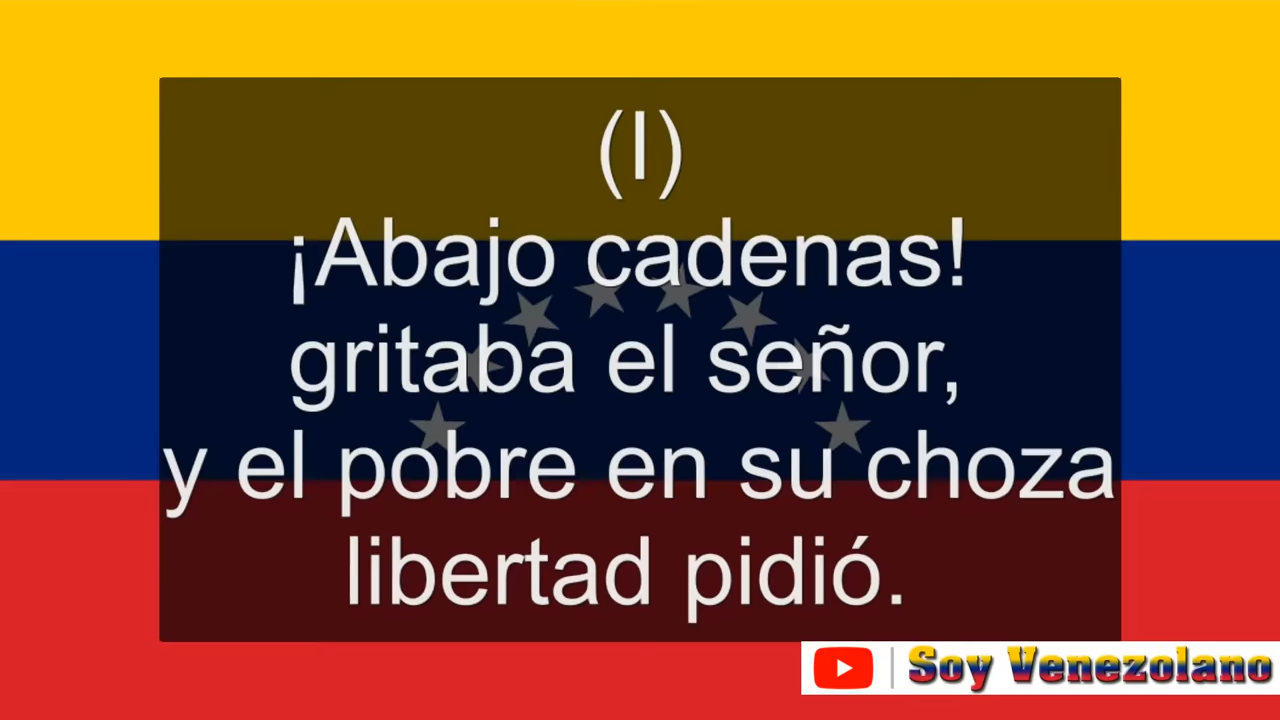 (I)
¡Abajo cadenas!
gritaba el señor,
y el pobre en su choza
libertad pidió.
Soy Venezolano